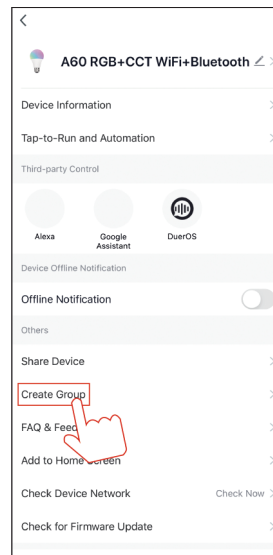 A60 RGB+CCT WiFi+Bluetooth
Device Information
Tap-to-Run and Automation
Third-party Control
Alexa
Google
Assistant
DuerOS
Device Offline Notification
Offline Notification
Others
Share Device
Create Group
FAQ & Feed
Add to Home Screen
Check Device Network Check Now
Check for Firmware Update